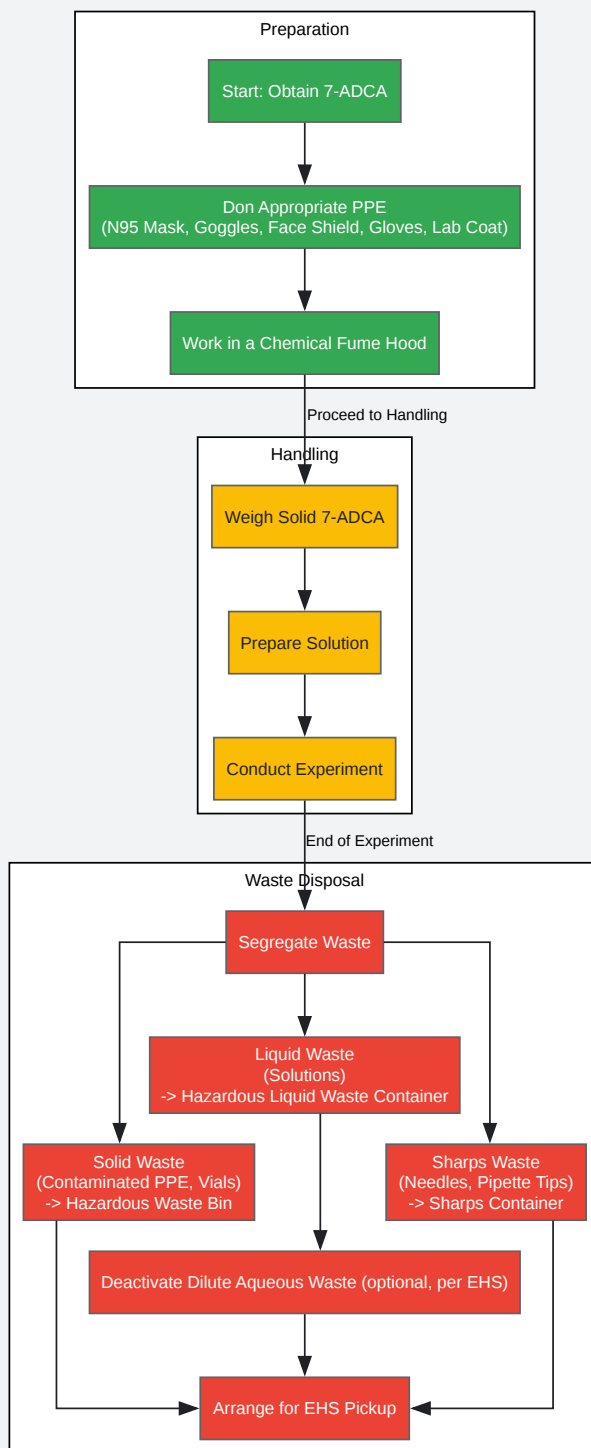 Preparation
Start: Obtain 7-ADCA
Don Appropriate PPE
(N95 Mask, Goggles, Face Shield, Gloves, Lab Coat)
Work in a Chemical Fume Hood
Proceed to Handling
Handling
Weigh Solid 7-ADCA
Prepare Solution
Conduct Experiment
End of Experiment
Waste Disposal
Segregate Waste
Liquid Waste
(Solutions)
-> Hazardous Liquid Waste Container
Solid Waste
(Contaminated PPE, Vials)
-> Hazardous Waste Bin
Sharps Waste
(Needles, Pipette Tips)
-> Sharps Container
Deactivate Dilute Aqueous Waste (optional, per EHS)
Arrange for EHS Pickup